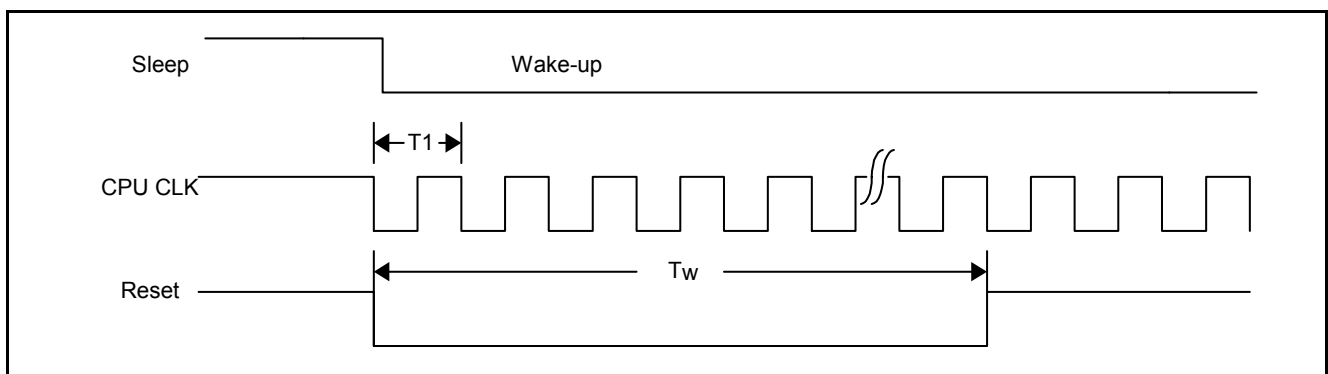 Sleep
Wake-up
T1
CPU CLK
Tw
Reset